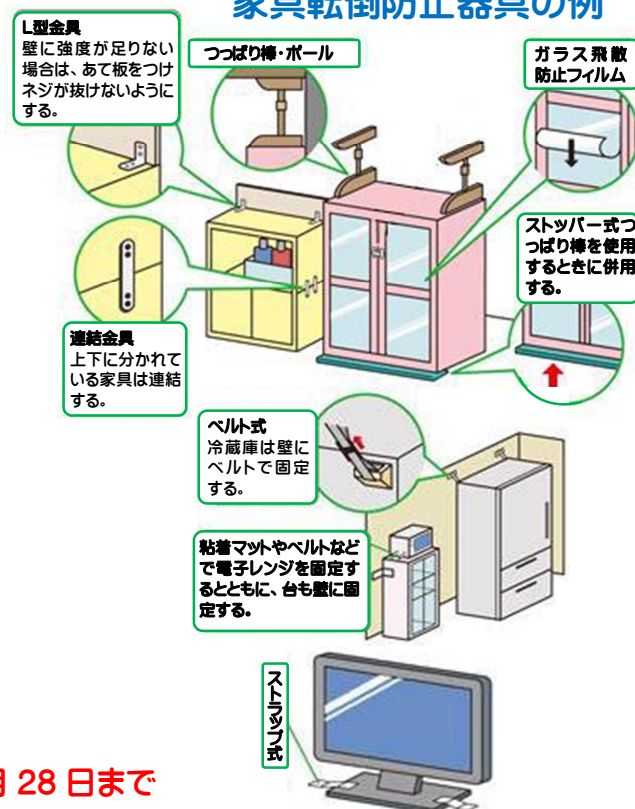 家具転倒防止器具の例
L型金具
壁に強度が足りない
場合は、あて板をつけ
ネジが抜けないように
する。
つっぱり棒・ポール
ガラス飛散
防止フィルム
ストッパー式つ
っぱり棒を使用
するときに併用
する。
連結金具
上下に分かれて
いる家具は連結
する。
ベルト式
冷蔵庫は壁に
ベルトで固定
する。
粘着マットやベルトなど
で電子レンジを固定す
るとともに、台も壁に固
定する。
ストラップ式
月 28 日まで